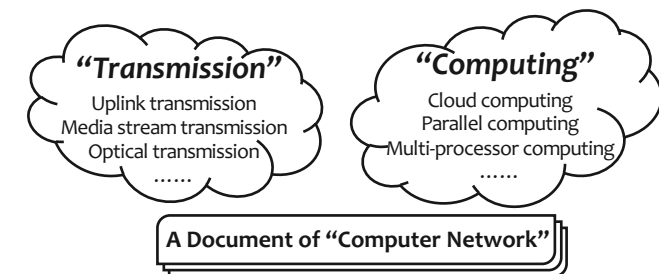 “Transmission”
Uplink transmission
Media stream transmission
Optical transmission
……
“Computing”
Cloud computing
Parallel computing
Multi-processor computing
……
A Document of “Computer Network”